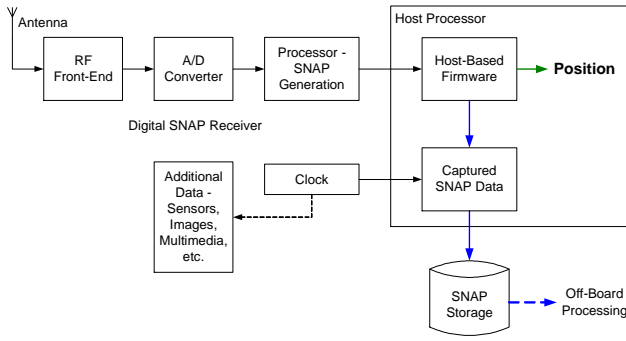 Antenna
Host Processor
RF
Front-End
A/D
Converter
Processor -
SNAP
Generation
Host-Based
Firmware
Position
Digital SNAP Receiver
Additional
Data -
Sensors,
Images,
Multimedia,
etc.
Clock
Captured
SNAP Data
SNAP
Storage
Off-Board
Processing